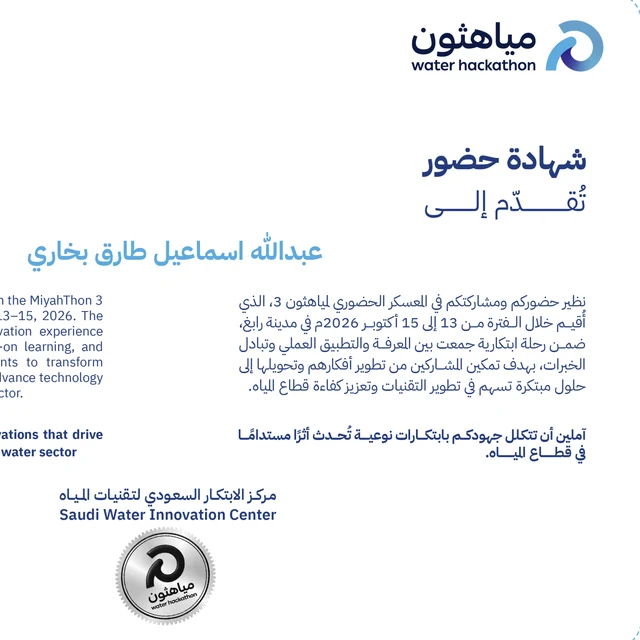 مياهثون
water hackathon
شهادة حضور
تُقـــــدّم إلـــــى
عبدالله اسماعيل طارق بخاري
نظير حضوركم ومشاركتكم في المعسكر الحضوري لمياهثون 3، الذي
أُقيم خلال الفترة من 13 إلى 15 أكتوبر 2026م في مدينة رابغ،
ضمن رحلة ابتكارية جمعت بين المعرفة والتطبيق العملي وتبادل
الخبرات، بهدف تمكين المشاركين من تطوير أفكارهم وتحويلها إلى
حلول مبتكرة تسهم في تطوير التقنيات وتعزيز كفاءة قطاع المياه.
آملين أن تتكلل جهودكم بابتكارات نوعية تُحدث أثرًا مستدامًا
في قطاع المياه.
the MiyahThon 3
13–15, 2026. The
vation experience
-on learning, and
nts to transform
dvance technology
ctor.
vations that drive
water sector
مركز الابتكار السعودي لتقنيات المياه
Saudi Water Innovation Center
مياهثون
water hackathon